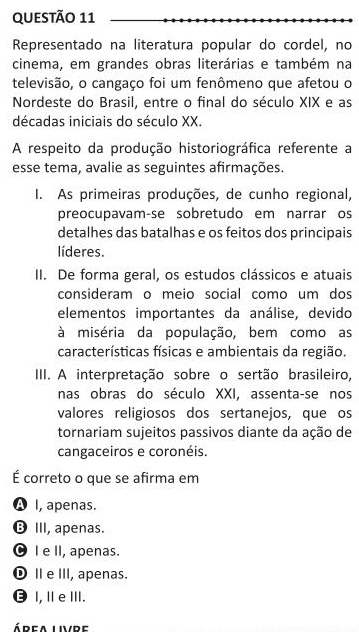 QUESTÃO 11
Representado na literatura popular do cordel, no
cinema, em grandes obras literárias e também na
televisão, o cangaço foi um fenômeno que afetou o
Nordeste do Brasil, entre o final do século XIX e as
décadas iniciais do século XX.
A respeito da produção historiográfica referente a
esse tema, avalie as seguintes afirmações.
I. As primeiras produções, de cunho regional,
preocupavam-se sobretudo em narrar os
detalhes das batalhas e os feitos dos principais
líderes.
II. De forma geral, os estudos clássicos e atuais
consideram o meio social como um dos
elementos importantes da análise, devido
à miséria da população, bem como as
características físicas e ambientais da região.
III. A interpretação sobre o sertão brasileiro,
nas obras do século XXI, assenta-se nos
valores religiosos dos sertanejos, que os
tornariam sujeitos passivos diante da ação de
cangaceiros e coronéis.
É correto o que se afirma em
A I, apenas.
B III, apenas.
C I e II, apenas.
D II e III, apenas.
E I, II e III.
ÁREA LIVRE